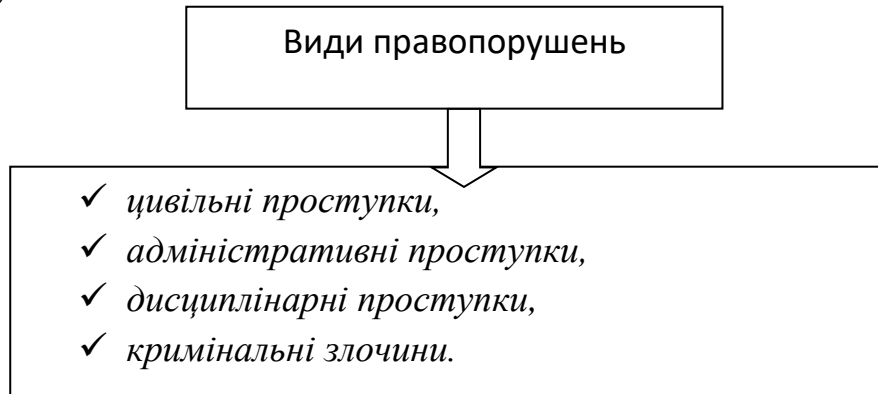 Види правопорушень
✓ цивільні проступки,
✓ адміністративні проступки,
✓ дисциплінарні проступки,
✓ кримінальні злочини.